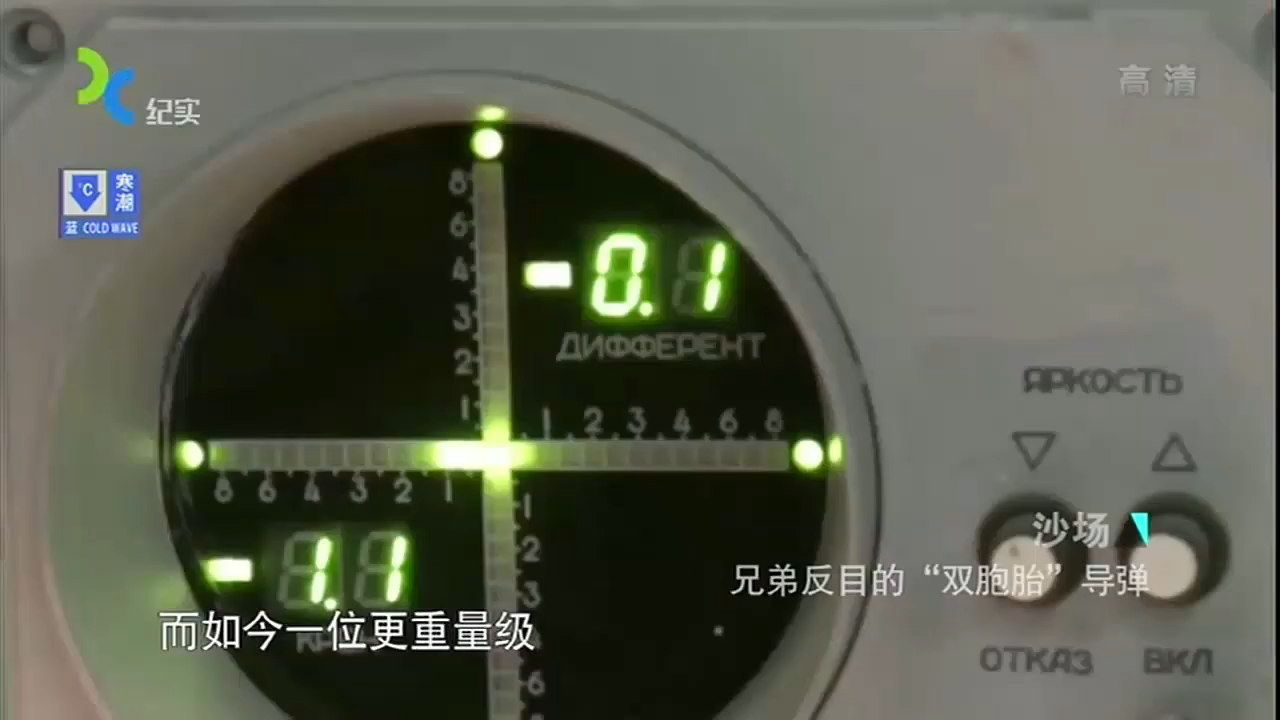 纪实
高清
°C
寒潮
蓝 COLD WAVE
8
6
4
3
2
1
-0.1
ДИФФЕРЕНТ
1 2 3 4 6 8
8 6 4 3 2 1
1
2
3
6
-1.1
ЯРКОСТЬ
沙场
兄弟反目的“双胞胎”导弹
而如今一位更重量级
ОТКАЗ ВКЛ